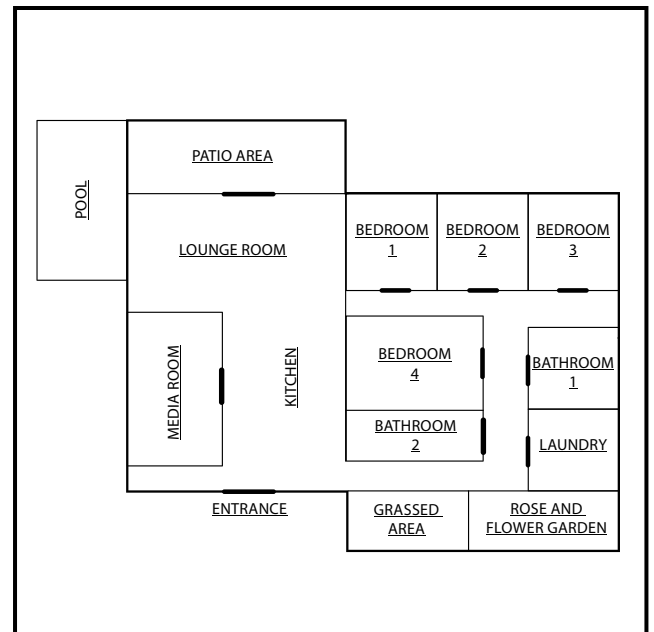 PATIO AREA
POOL
LOUNGE ROOM
BEDROOM
1
BEDROOM
2
BEDROOM
3
MEDIA ROOM
KITCHEN
BEDROOM
4
BATHROOM
1
BATHROOM
2
LAUNDRY
ENTRANCE
GRASSED
AREA
ROSE AND
FLOWER GARDEN